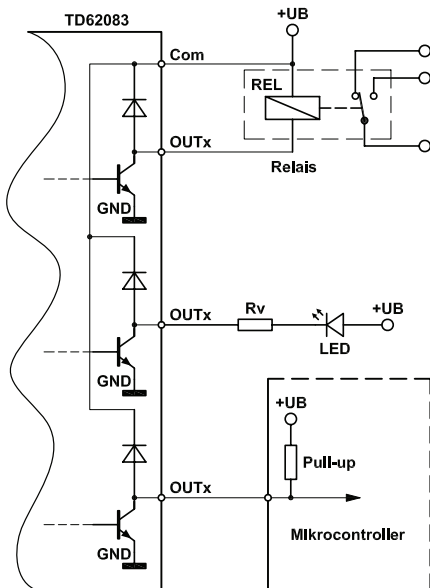 TD62083
+UB
Com
REL
OUTx
Relais
GND
OUTx
Rv
+UB
LED
GND
+UB
Pull-up
OUTx
Mikrocontroller
GND